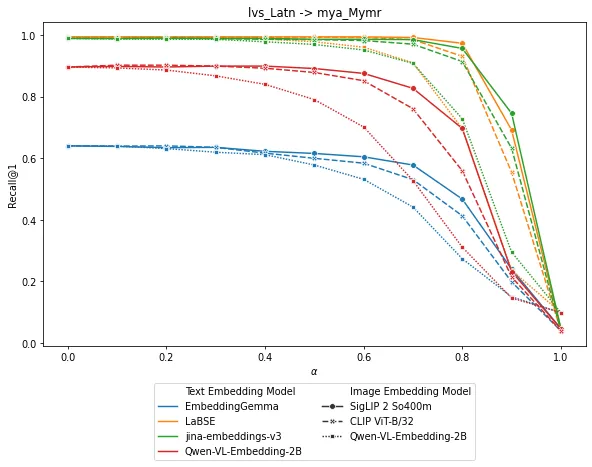 lvs_Latn -> mya_Mymr
Recall@1
1.0
0.8
0.6
0.4
0.2
0.0
0.0 0.2 0.4 0.6 0.8 1.0
α
Text Embedding Model Image Embedding Model
EmbeddingGemma SigLIP 2 So400m
LaBSE CLIP ViT-B/32
jina-embeddings-v3 Qwen-VL-Embedding-2B
Qwen-VL-Embedding-2B